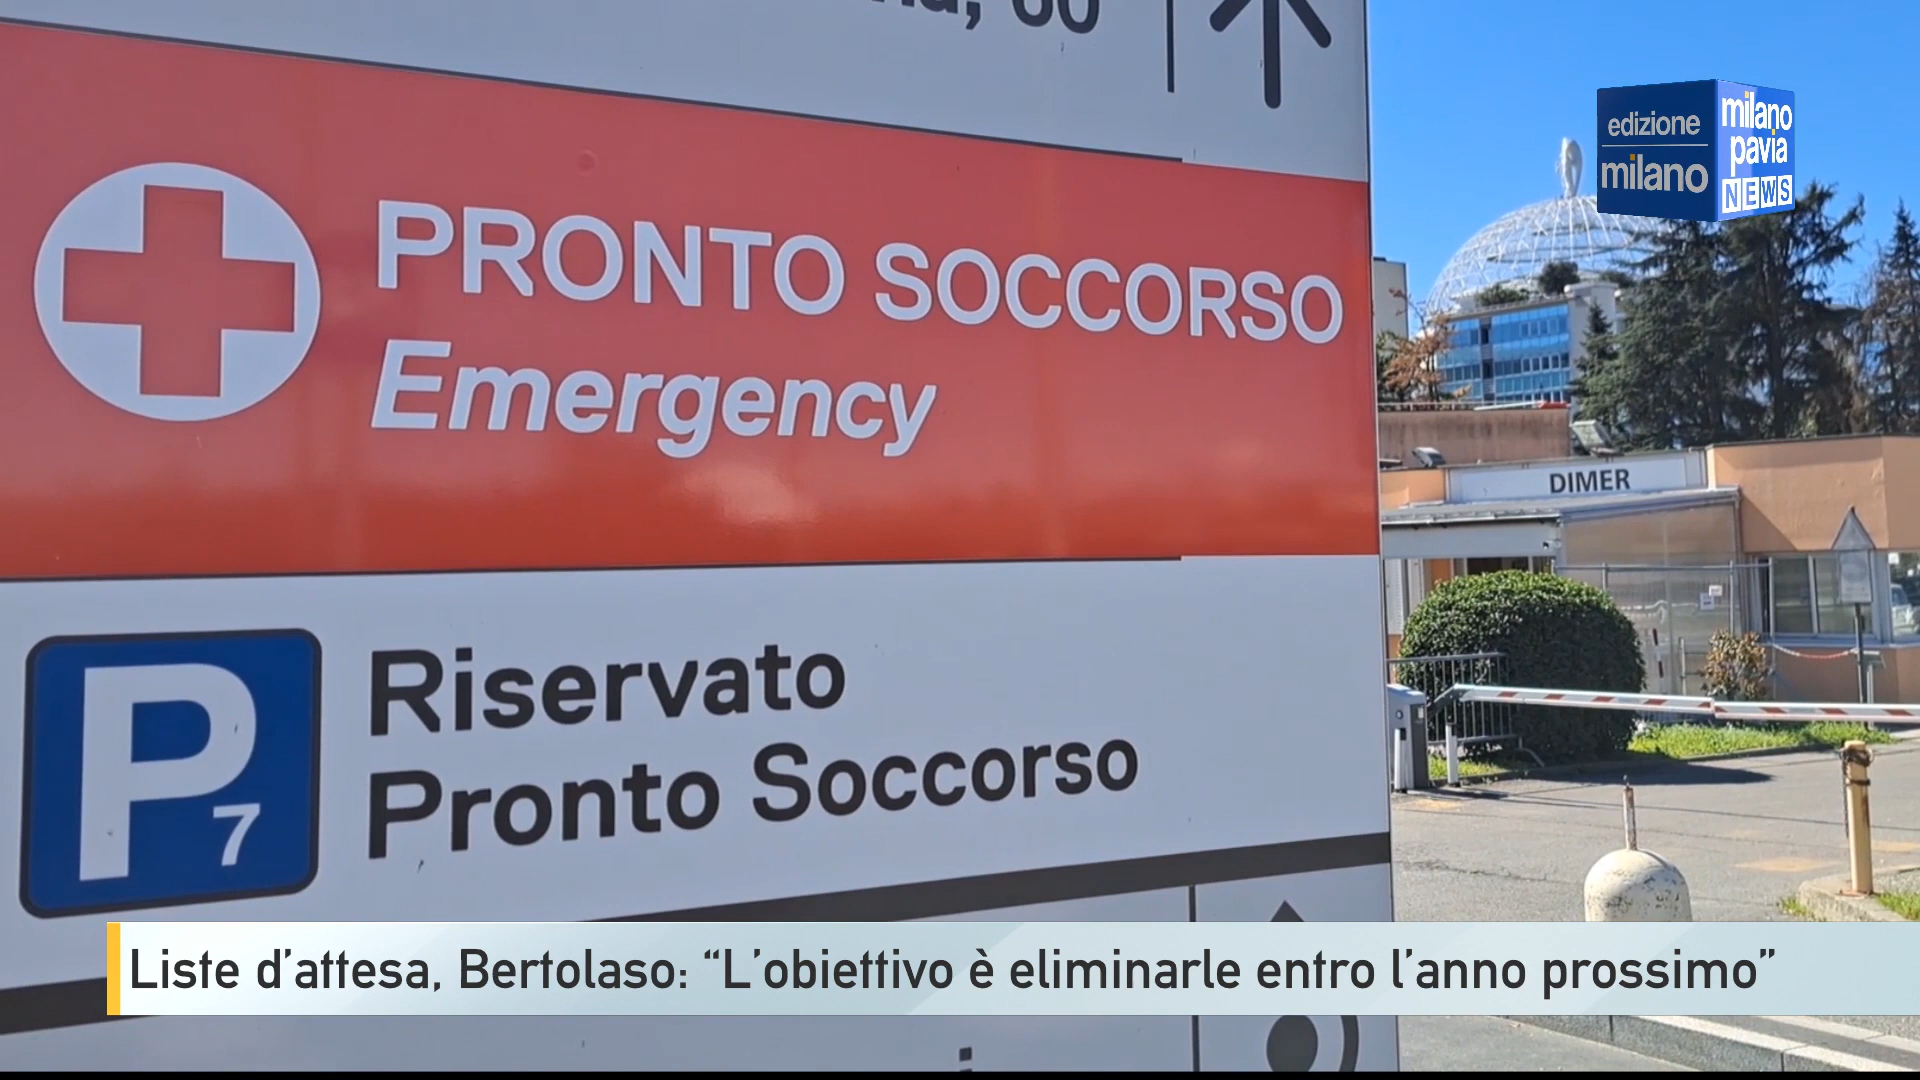 60
edizione
milano
milano
pavia
NEWS
PRONTO SOCCORSO
Emergency
DIMER
P
7
Riservato
Pronto Soccorso
Liste d’attesa, Bertolaso: “L’obiettivo è eliminarle entro l’anno prossimo”